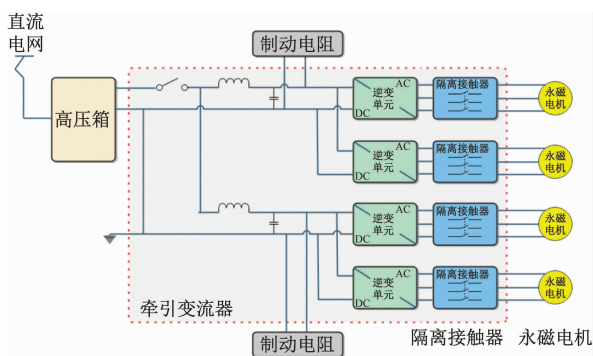 直流
电网
高压箱
制动电阻
AC
逆变
单元
DC
隔离接触器
永磁
电机
AC
逆变
单元
DC
隔离接触器
永磁
电机
AC
逆变
单元
DC
隔离接触器
永磁
电机
AC
逆变
单元
DC
隔离接触器
永磁
电机
牵引变流器
制动电阻
隔离接触器
永磁电机